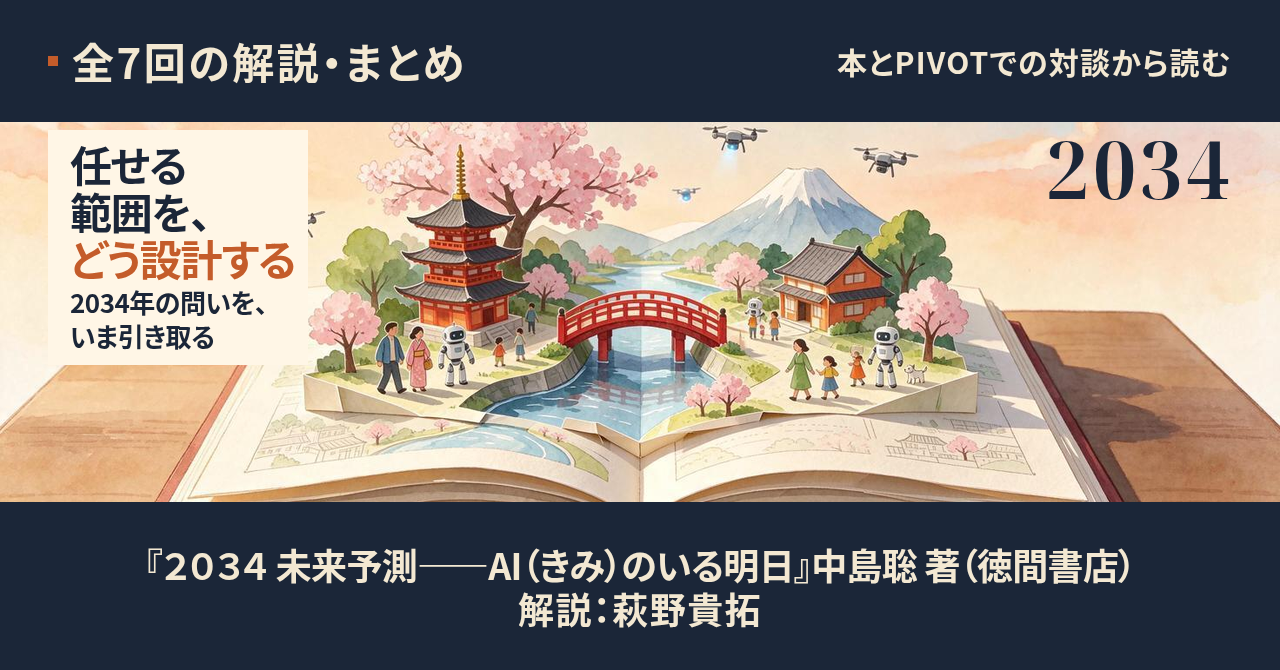 全7回の解説・まとめ
本とPIVOTでの対談から読む
任せる
範囲を、
どう設計する
2034年の問いを、
いま引き取る
2034
『２０３４ 未来予測――AI（きみ）のいる明日』中島聡 著（徳間書店）
解説：萩野貴拓